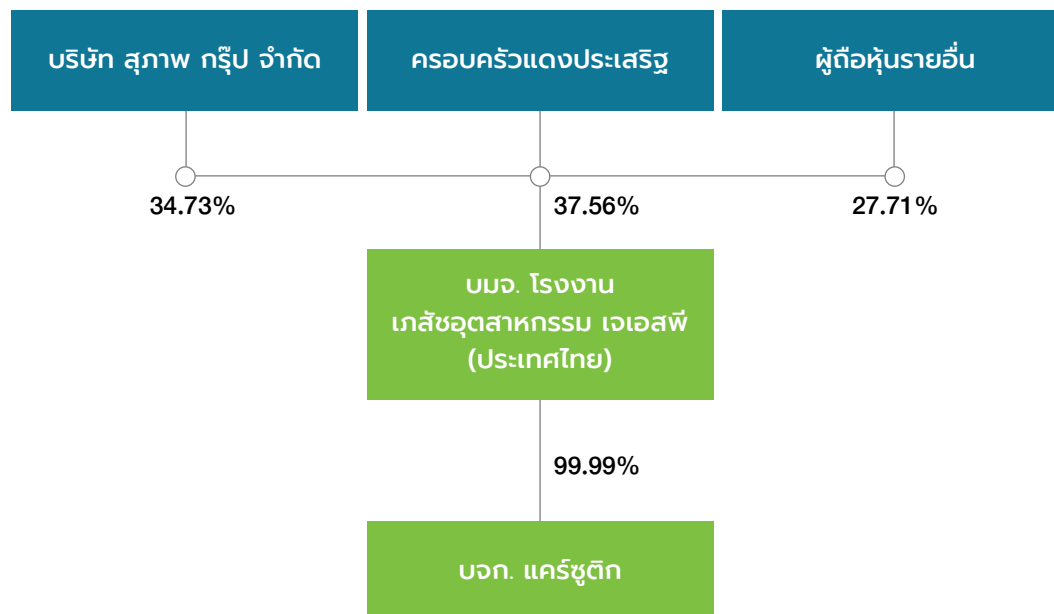 บริษัท สุภาพ กรุ๊ป จำกัด
ครอบครัวแดงประเสริฐ
ผู้ถือหุ้นรายอื่น
34.73%
37.56%
27.71%
บมจ. โรงงาน
เภสัชอุตสาหกรรม เจเอสพี
(ประเทศไทย)
99.99%
บจก. แคร์ซูติก